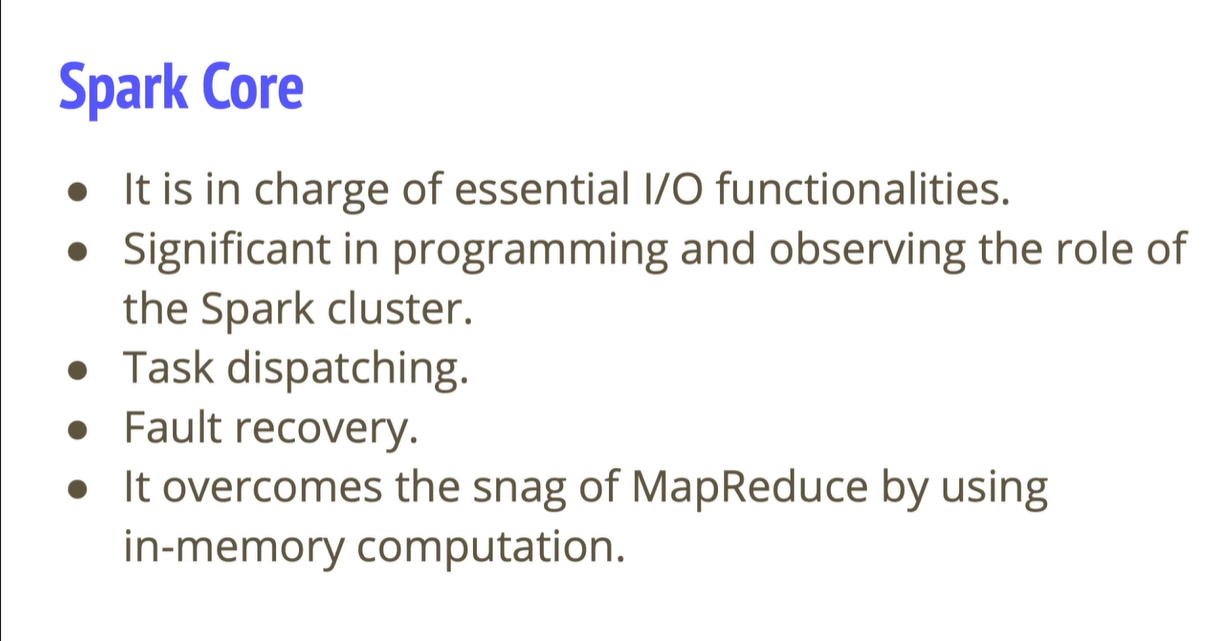 Spark Core
● It is in charge of essential I/O functionalities.
● Significant in programming and observing the role of
the Spark cluster.
● Task dispatching.
● Fault recovery.
● It overcomes the snag of MapReduce by using
in-memory computation.